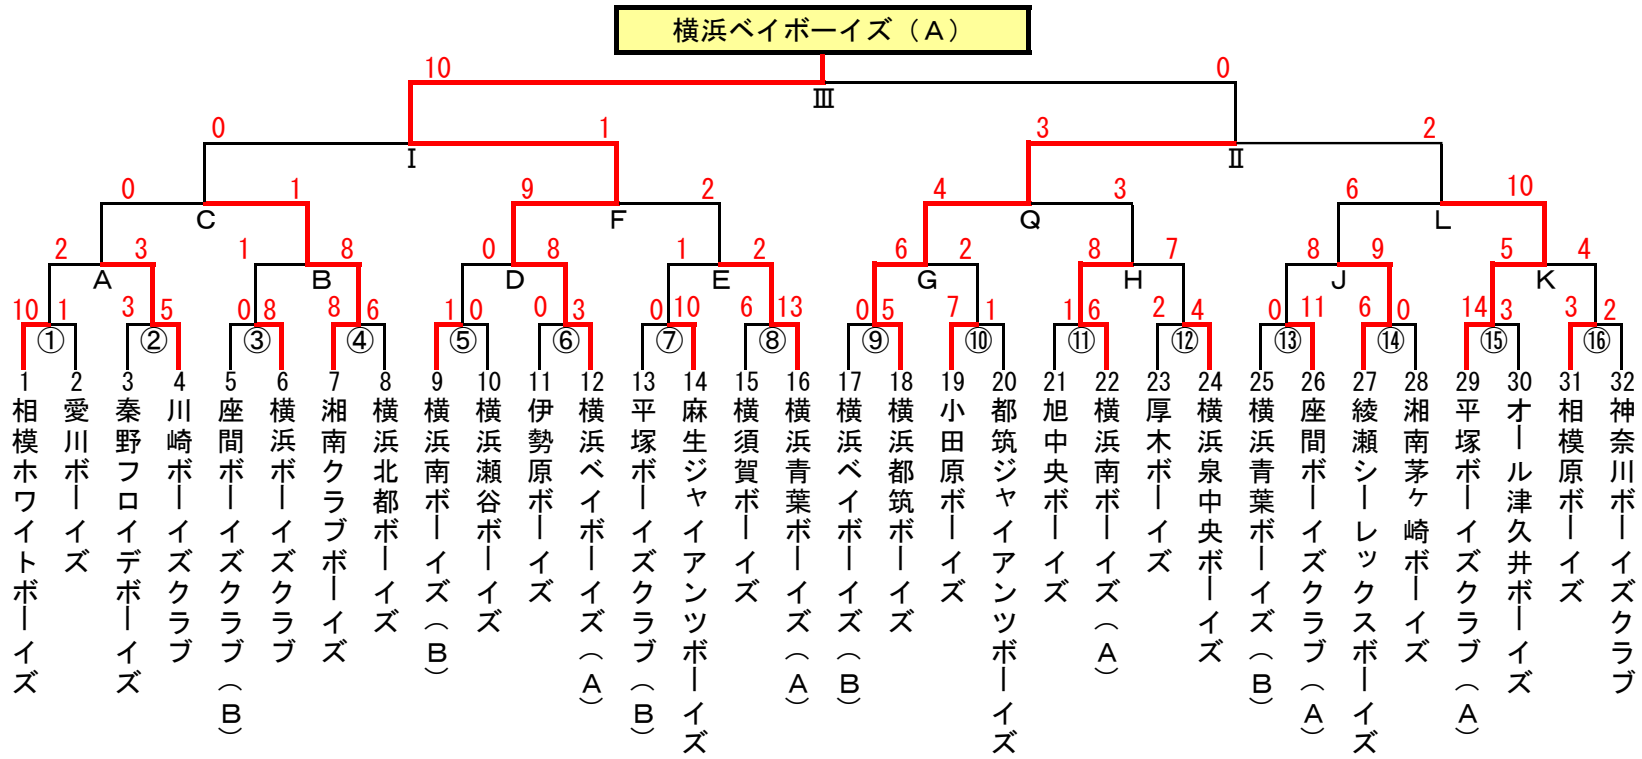 横浜ベイボーイズ（Ａ）
10 0
Ⅲ
0 1 3 2
Ⅰ Ⅱ
0 1 9 2 4 3 6 10
C F Q L
2 3 1 8 0 8 1 2 6 2 8 7 8 9 5 4
A B D E G H J K
10 1 3 5 0 8 8 6 1 0 0 3 0 10 6 13 0 5 7 1 1 6 2 4 0 11 6 0 14 3 3 2
① ② ③ ④ ⑤ ⑥ ⑦ ⑧ ⑨ ⑩ ⑪ ⑫ ⑬ ⑭ ⑮ ⑯
1 相模ホワイトボーイズ
2 愛川ボーイズ
3 秦野フロイデボーイズ
4 川崎ボーイズクラブ
5 座間ボーイズクラブ（Ｂ）
6 横浜ボーイズクラブ
7 湘南クラブボーイズ
8 横浜北都ボーイズ
9 横浜南ボーイズ（Ｂ）
10 横浜瀬谷ボーイズ
11 伊勢原ボーイズ
12 横浜ベイボーイズ（Ａ）
13 平塚ボーイズクラブ（Ｂ）
14 麻生ジャイアンツボーイズ
15 横須賀ボーイズ
16 横浜青葉ボーイズ（Ａ）
17 横浜ベイボーイズ（Ｂ）
18 横浜都筑ボーイズ
19 小田原ボーイズ
20 都筑ジャイアンツボーイズ
21 旭中央ボーイズ
22 横浜南ボーイズ（Ａ）
23 厚木ボーイズ
24 横浜泉中央ボーイズ
25 横浜青葉ボーイズ（Ｂ）
26 座間ボーイズクラブ（Ａ）
27 綾瀬シーレックスボーイズ
28 湘南茅ヶ崎ボーイズ
29 平塚ボーイズクラブ（Ａ）
30 オール津久井ボーイズ
31 相模原ボーイズ
32 神奈川ボーイズクラブ